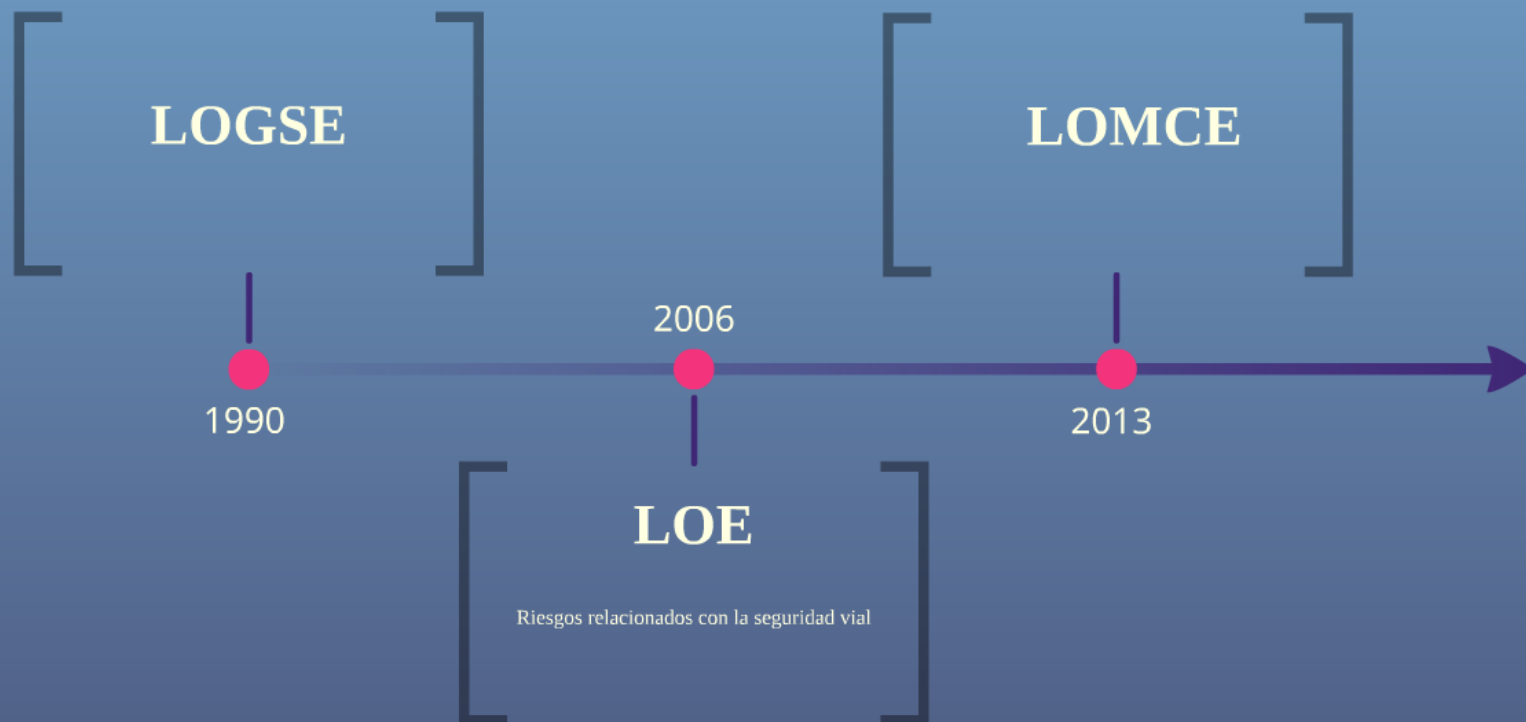 LOGSE
LOMCE
2006
1990
2013
LOE
Riesgos relacionados con la seguridad vial